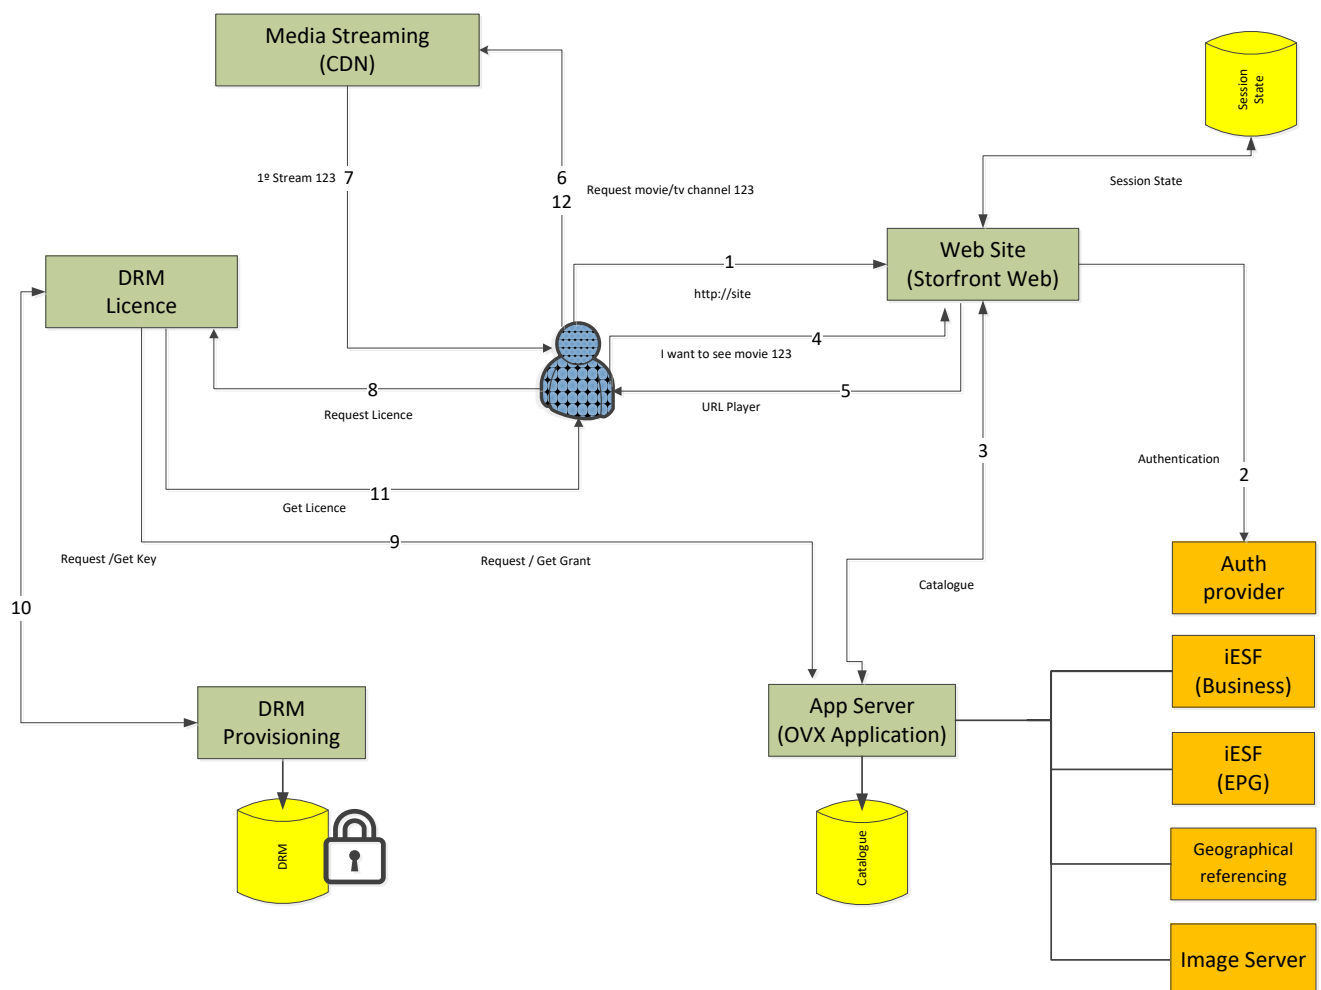 Media Streaming
(CDN)
Session
State
1º Stream 123
7
6
12
Request movie/tv channel 123
Session State
DRM
Licence
1
http://site
Web Site
(Storfront Web)
4
I want to see movie 123
8
Request Licence
5
URL Player
3
Authentication
2
11
Get Licence
9
Request / Get Grant
Request /Get Key
10
Catalogue
Auth
provider
iESF
(Business)
DRM
Provisioning
App Server
(OVX Application)
iESF
(EPG)
DRM
Catalogue
Geographical
referencing
Image Server